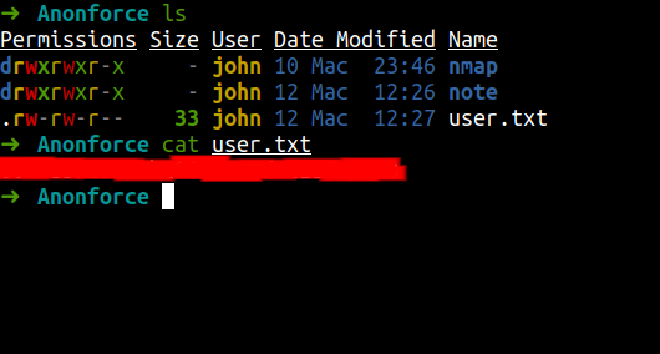 ➜ Anonforce ls
Permissions Size User Date Modified Name
drwxrwxr-x - john 10 Mac 23:46 nmap
drwxrwxr-x - john 12 Mac 12:26 note
.rw-rw-r-- 33 john 12 Mac 12:27 user.txt
➜ Anonforce cat user.txt
➜ Anonforce